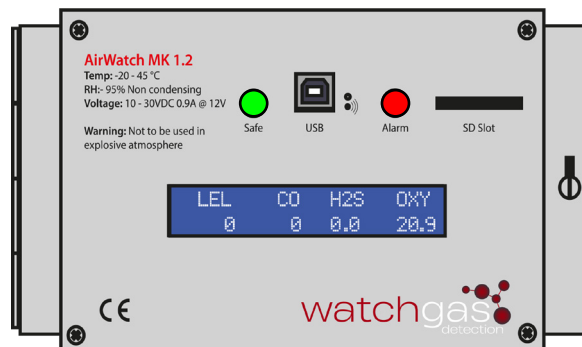 AirWatch MK 1.2
Temp: -20 - 45 °C
RH:- 95% Non condensing
Voltage: 10 - 30VDC 0.9A @ 12V
Warning: Not to be used in
explosive atmosphere
Safe
USB
Alarm
SD Slot
LEL CO H2S OXY
0 0 0.0 20.9
CE
watchgas
detection